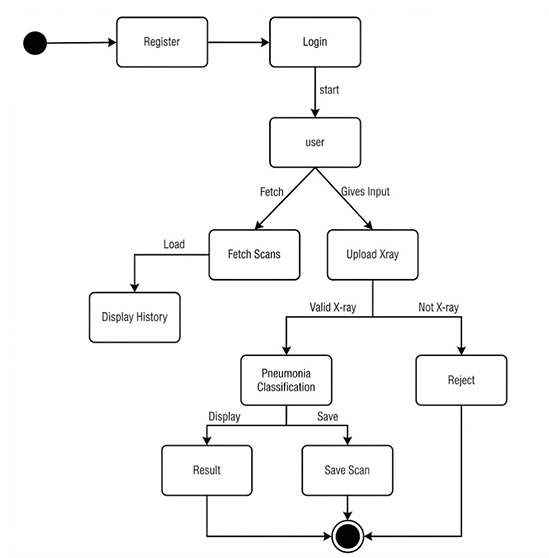 Register
Login
start
user
Fetch
Gives Input
Fetch Scans
Upload Xray
Load
Display History
Valid X-ray
Not X-ray
Pneumonia
Classification
Reject
Display
Save
Result
Save Scan